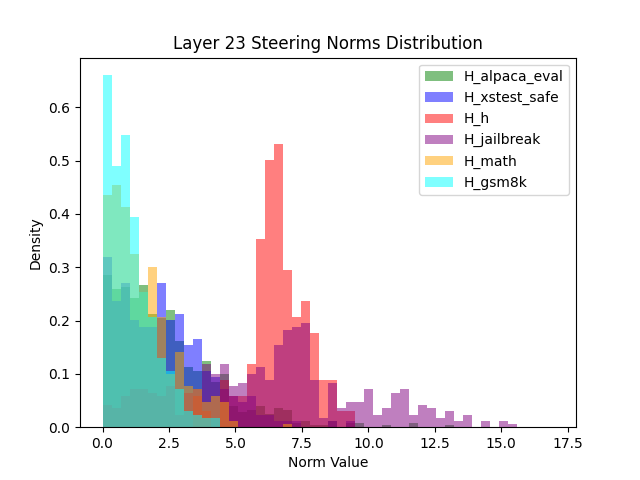 Layer 23 Steering Norms Distribution
H_alpaca_eval
H_xstest_safe
H_h
H_jailbreak
H_math
H_gsm8k
Density
0.6
0.5
0.4
0.3
0.2
0.1
0.0
0.0 2.5 5.0 7.5 10.0 12.5 15.0 17.5
Norm Value